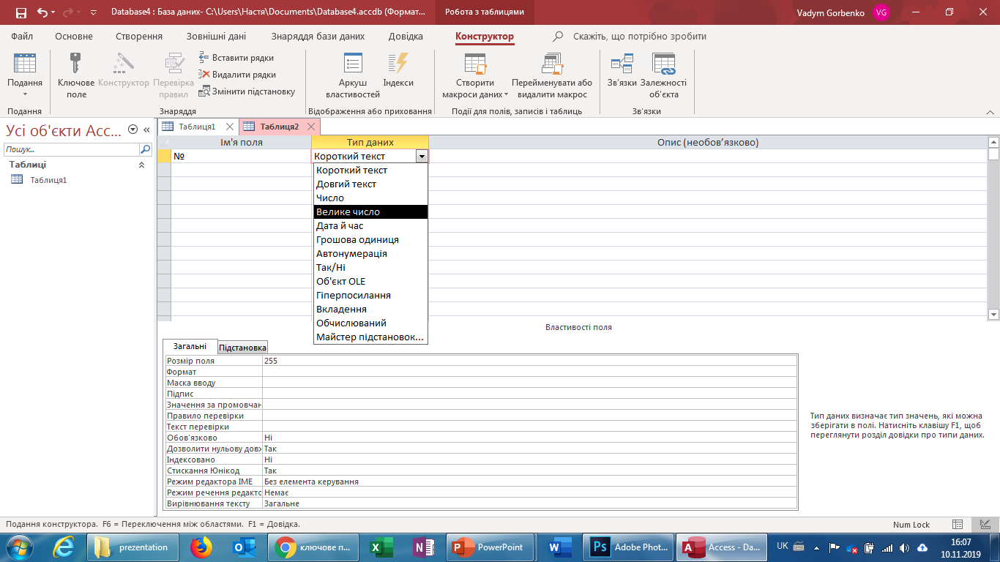 Database4 : База даних- C:\Users\Настя\Documents\Database4.accdb (Формат...
Робота з таблицями
Vadym Gorbenko
VG
Файл Основне Створення Зовнішні дані Знаряддя бази даних Довідка Конструктор Скажіть, що потрібно зробити
Подання
Ключове поле
Конструктор
Перевірка правил
Вставити рядки
Видалити рядки
Змінити підстановку
Аркуш властивостей
Індекси
Створити макроси даних
Перейменувати або видалити макрос
Зв'язки
Залежності об'єкта
Подання Знаряддя Відображення або приховання Події для полів, записів і таблиць Зв'язки
Усі об'єкти Acc...
Пошук...
Таблиці
Таблиця1
Таблиця1 Таблиця2
Ім'я поля Тип даних Опис (необов'язково)
№ Короткий текст
Короткий текст
Довгий текст
Число
Велике число
Дата й час
Грошова одиниця
Автонумерація
Так/Ні
Об'єкт OLE
Гіперпосилання
Вкладення
Обчислюваний
Майстер підстановок...
Властивості поля
Загальні Підстановка
Розмір поля 255
Формат
Маска вводу
Підпис
Значення за промовчан
Правило перевірки
Текст перевірки
Обов'язково Ні
Дозволити нульову довж Так
Індексовано Ні
Стискання Юнікод Так
Режим редактора IME Без елемента керування
Режим речення редакто Немає
Вирівнювання тексту Загальне
Тип даних визначає тип значень, які можна
зберігати в полі. Натисніть клавішу F1, щоб
переглянути розділ довідки про типи даних.
Подання конструктора. F6 = Переключення між областями. F1 = Довідка.
Num Lock
prezentation
ключове п...
PowerPoint
Adobe Phot...
Access - Da...
UK
16:07
10.11.2019